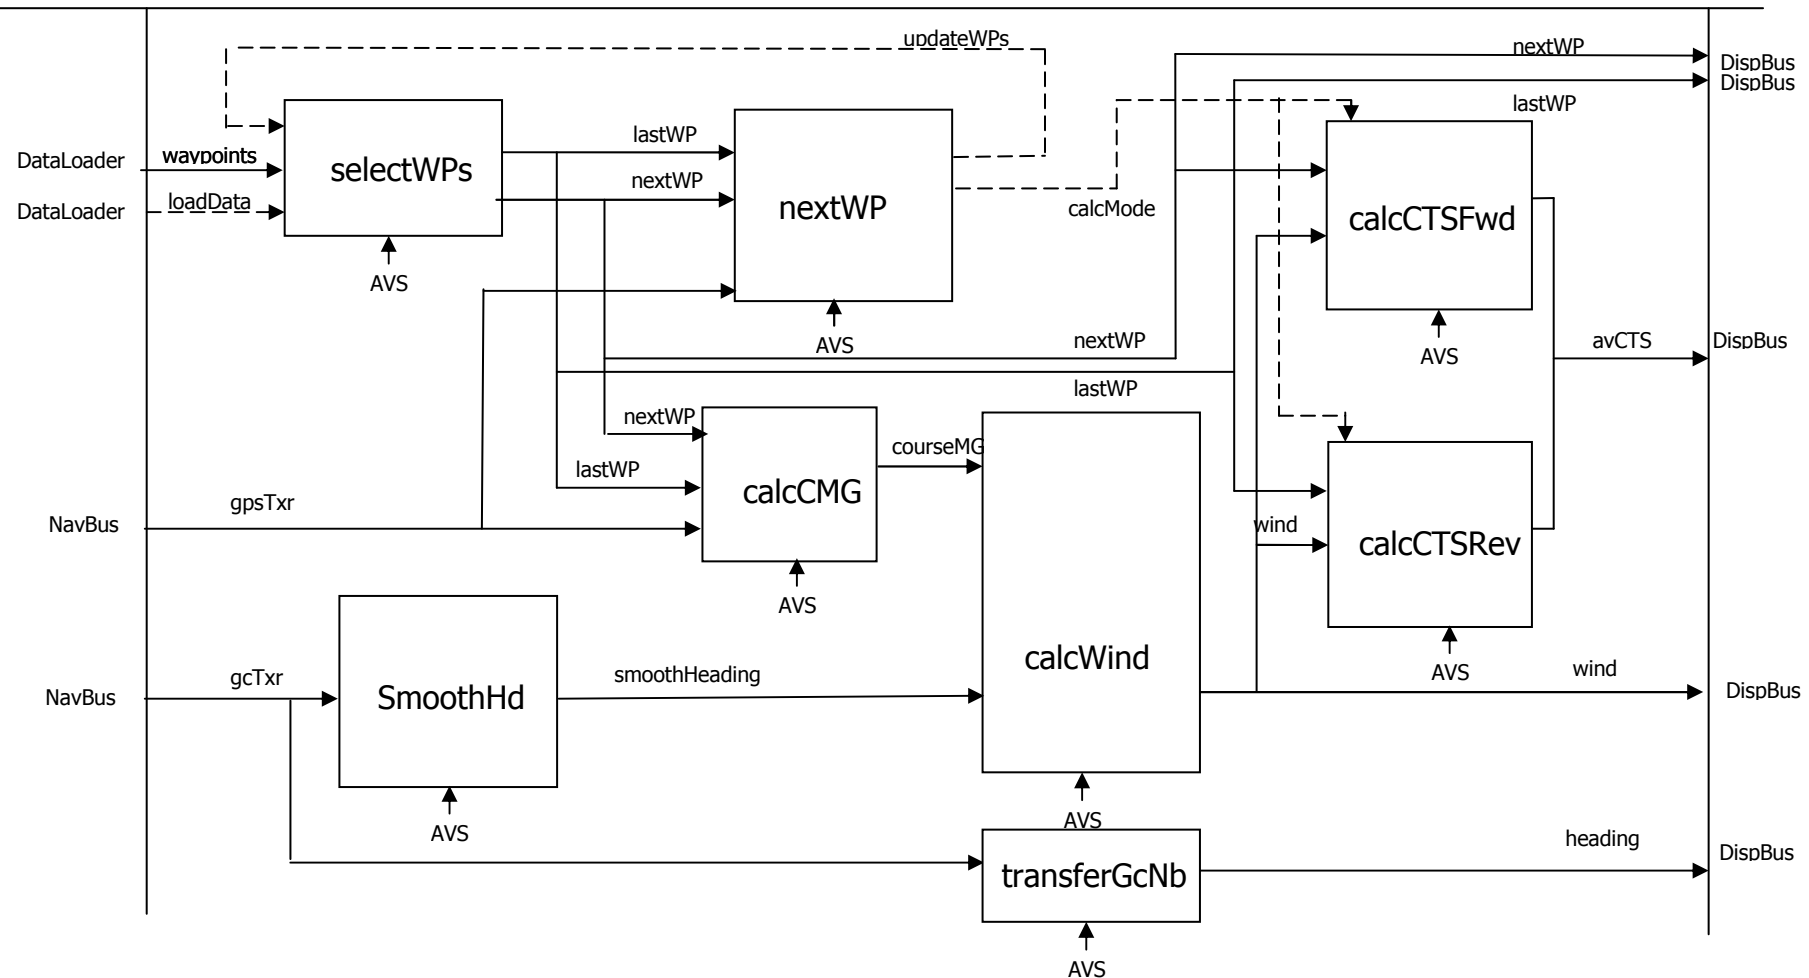 updateWPs
nextWP
DispBus
DispBus
lastWP
lastWP
DataLoader
waypoints
selectWPs
nextWP
DataLoader
loadData
nextWP
calcMode
calcCTSFwd
AVS
AVS
nextWP
AVS
avCTS
DispBus
AVS
lastWP
nextWP
courseMG
lastWP
calcCMG
gpsTxr
NavBus
wind
calcCTSRev
AVS
calcWind
gcTxr
smoothHeading
AVS
wind
NavBus
SmoothHd
DispBus
AVS
AVS
heading
DispBus
transferGcNb
AVS